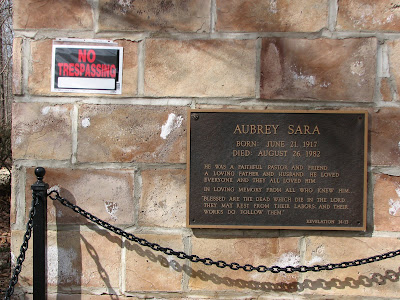 NO
TRESPASSING
AUBREY SARA
BORN: JUNE 21, 1917
DIED: AUGUST 26, 1982
HE WAS A FAITHFUL PASTOR AND FRIEND,
A LOVING FATHER AND HUSBAND. HE LOVED
EVERYONE AND THEY ALL LOVED HIM.
IN LOVING MEMORY FROM ALL WHO KNEW HIM.
"BLESSED ARE THE DEAD WHICH DIE IN THE LORD
THEY MAY REST FROM THEIR LABORS, AND THEIR
WORKS DO FOLLOW THEM"
REVELATION 14-13